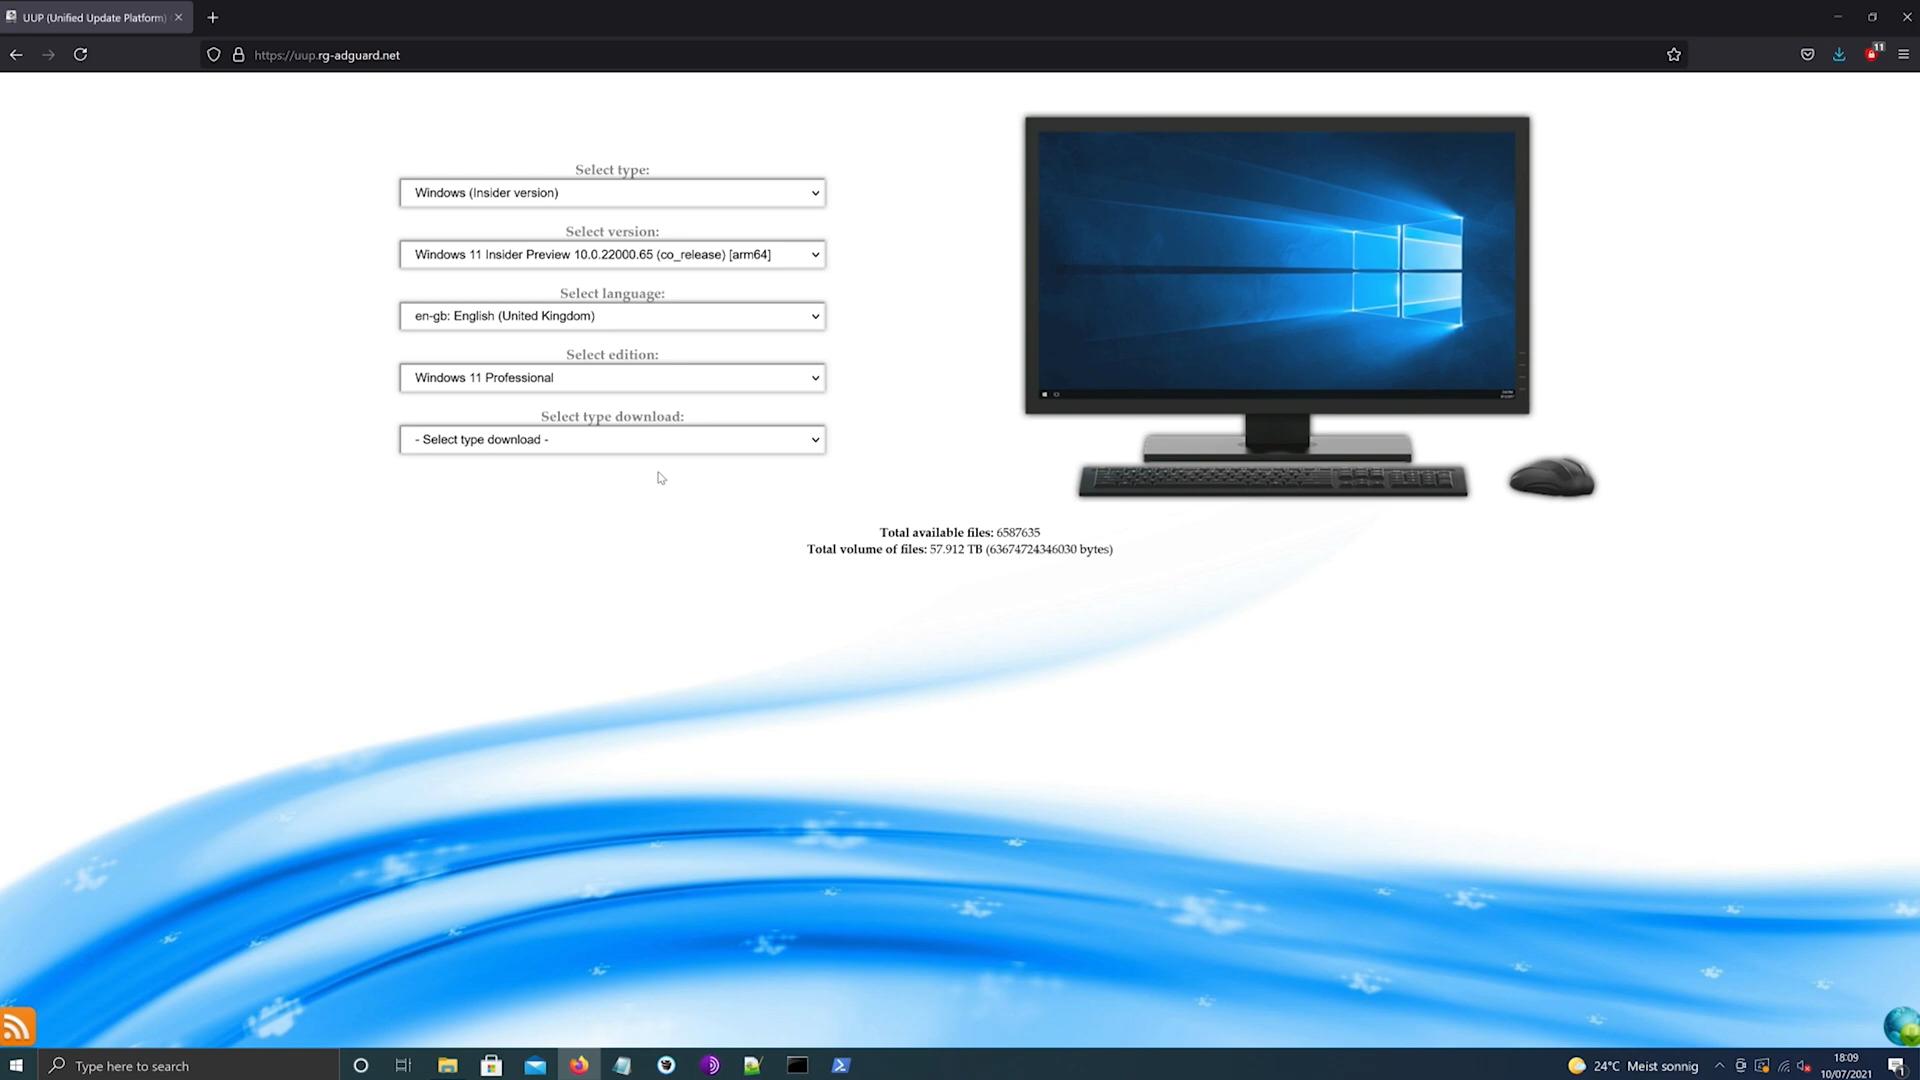 UUP (Unified Update Platform)
https://uup.rg-adguard.net
11
Select type:
Windows (Insider version)
Select version:
Windows 11 Insider Preview 10.0.22000.65 (co_release) [arm64]
Select language:
en-gb: English (United Kingdom)
Select edition:
Windows 11 Professional
Select type download:
- Select type download -
Total available files: 6587635
Total volume of files: 57.912 TB (63674724346030 bytes)
Type here to search
24°C Meist sonnig
18:09
10/07/2021
1